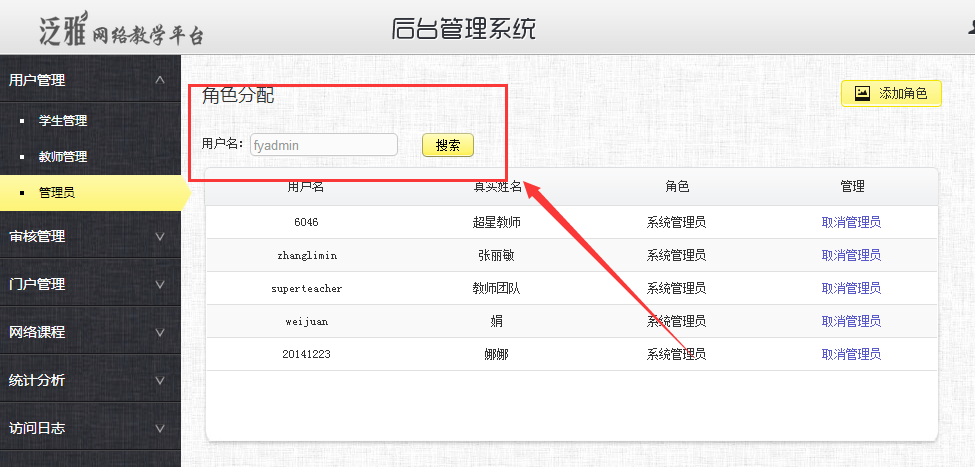 泛雅网络教学平台
后台管理系统
用户管理
学生管理
教师管理
管理员
审核管理
门户管理
网络课程
统计分析
访问日志
角色分配
添加角色
用户名: fyadmin 搜索
用户名 真实姓名 角色 管理
6046 超星教师 系统管理员 取消管理员
zhanglimin 张丽敏 系统管理员 取消管理员
superteacher 教师团队 系统管理员 取消管理员
weijuan 娟 系统管理员 取消管理员
20141223 娜娜 系统管理员 取消管理员